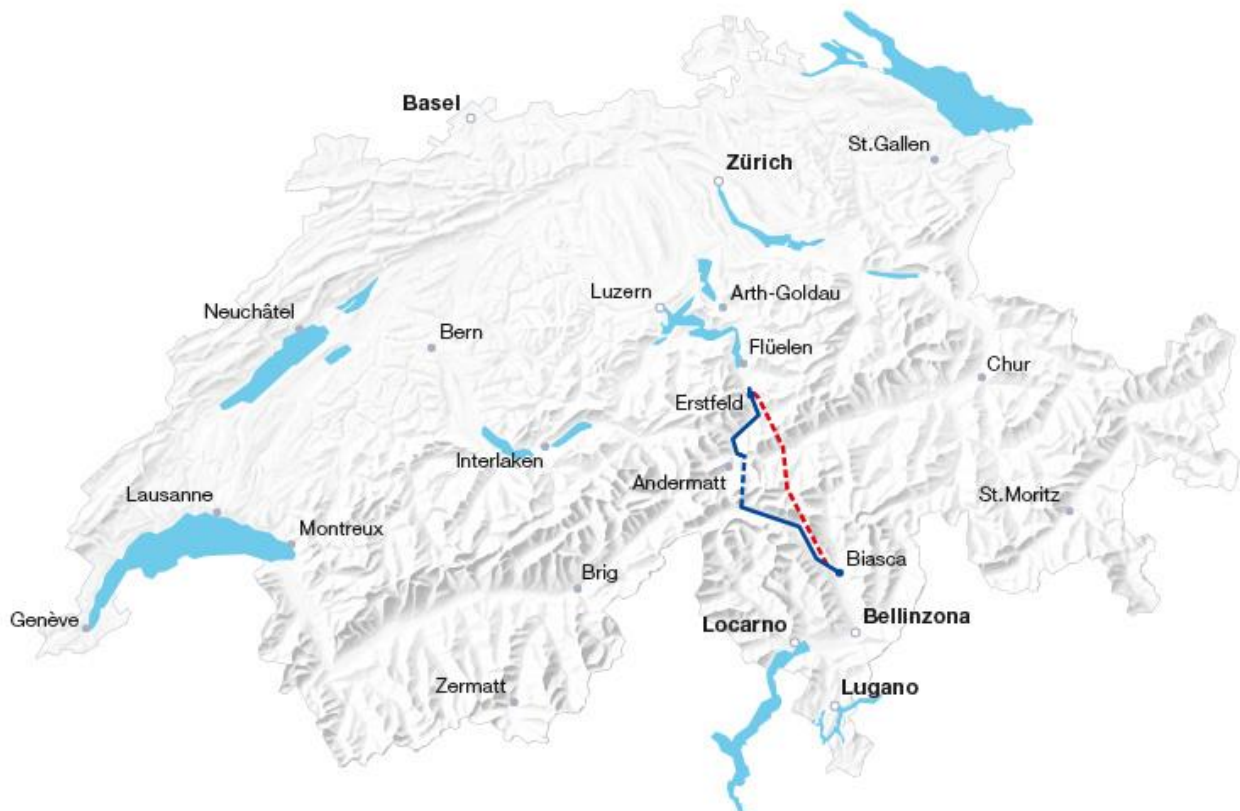 Basel
St.Gallen
Zürich
Luzern
Arth-Goldau
Neuchâtel
Bern
Flüelen
Chur
Erstfeld
Interlaken
Andermatt
Lausanne
St.Moritz
Montreux
Biasca
Brig
Genève
Bellinzona
Locarno
Zermatt
Lugano